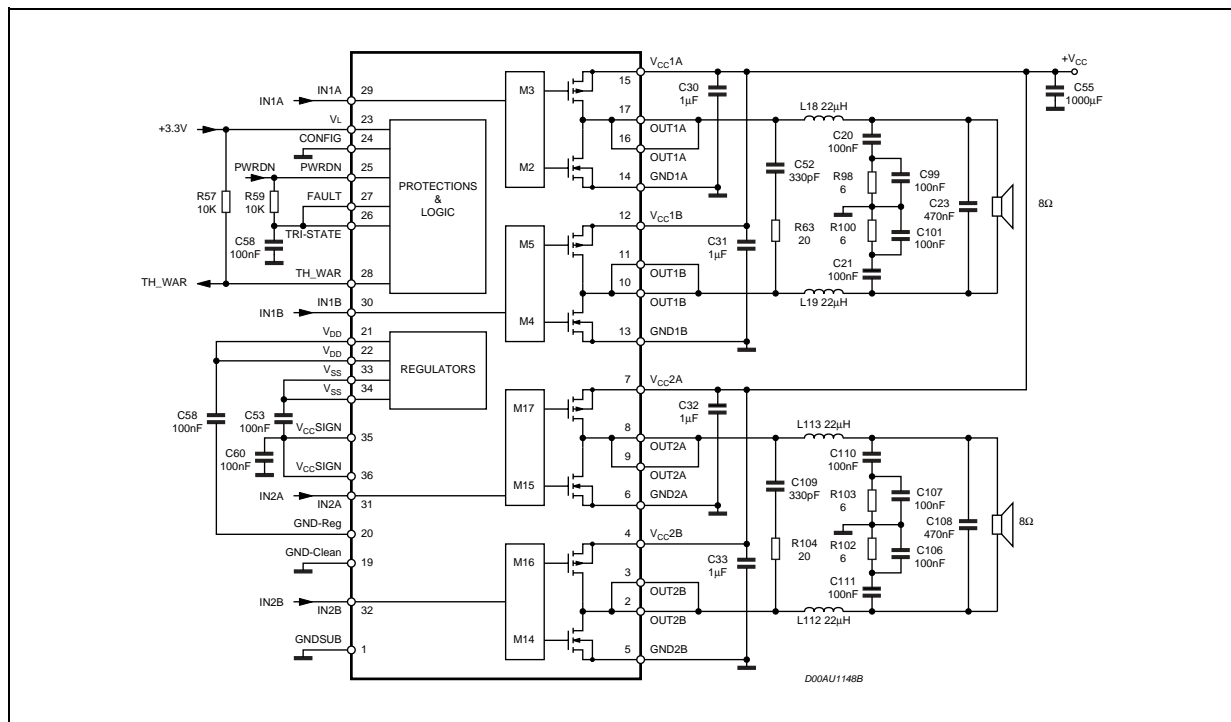 IN1A
IN1A
29
+3.3V
VL
23
CONFIG
24
PWRDN
PWRDN
25
R57
10K
R59
10K
FAULT
27
26
TRI-STATE
C58
100nF
TH_WAR
TH_WAR
28
IN1B
IN1B
30
VDD
21
VDD
22
VSS
33
VSS
34
C58
100nF
C53
100nF
VCCSIGN
35
C60
100nF
VCCSIGN
36
IN2A
IN2A
31
GND-Reg
20
GND-Clean
19
IN2B
IN2B
32
GNDSUB
1
PROTECTIONS
&
LOGIC
REGULATORS
M3
M2
M5
M4
M17
M15
M16
M14
15
VCC1A
17
OUT1A
16
OUT1A
14
GND1A
12
VCC1B
11
OUT1B
10
OUT1B
13
GND1B
7
VCC2A
8
OUT2A
9
OUT2A
6
GND2A
4
VCC2B
3
OUT2B
2
OUT2B
5
GND2B
C30
1µF
C31
1µF
C32
1µF
C33
1µF
+VCC
C55
1000µF
L18 22µH
C20
100nF
C52
330pF
R98
6
C99
100nF
C23
470nF
8Ω
R63
20
R100
6
C101
100nF
C21
100nF
L19 22µH
L113 22µH
C110
100nF
C109
330pF
R103
6
C107
100nF
C108
470nF
8Ω
R104
20
R102
6
C106
100nF
C111
100nF
L112 22µH
D00AU1148B